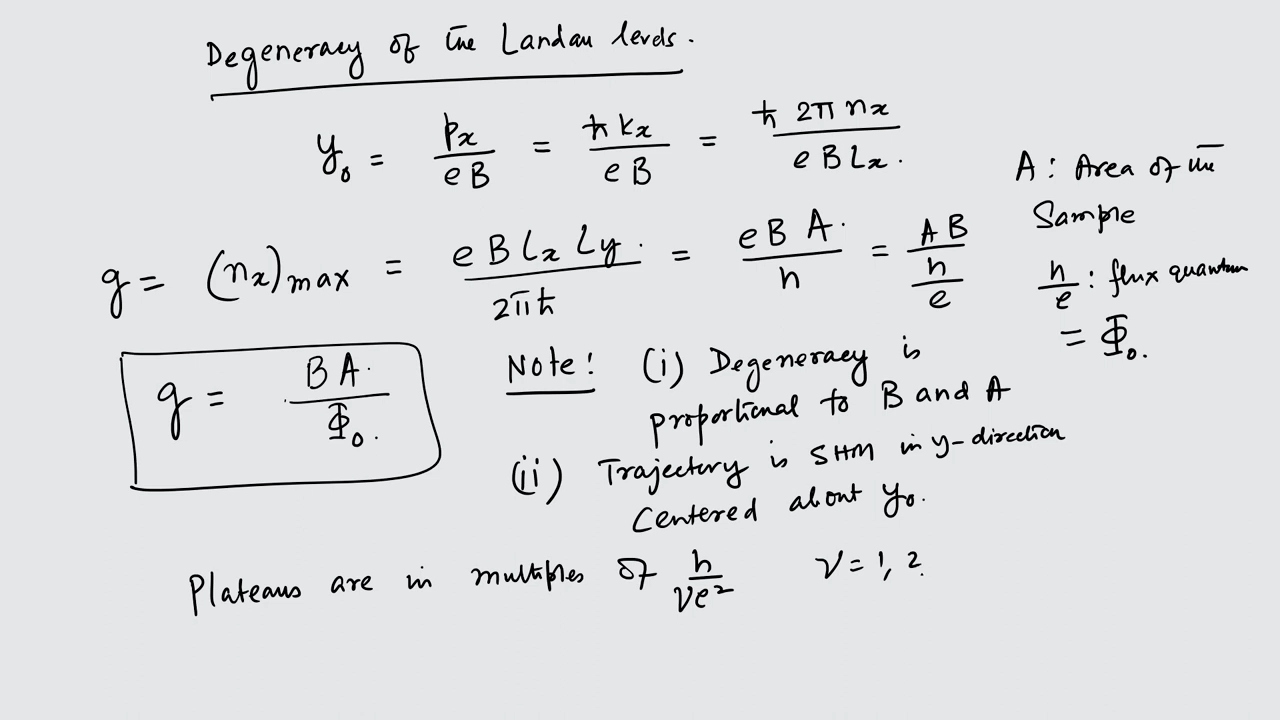 Degeneracy of the Landau levels.
y₀ = pₓ/eB = ħkₓ/eB = ħ2πnₓ/eBLₓ.
A: Area of the
Sample
g = (nₓ)max = eBLₓLy/2πħ = eBA/h = AB/(h/e)
h/e : flux quantum
= Φ₀.
g = BA/Φ₀.
Note! (i) Degeneracy is
proportional to B and A
(ii) Trajectory is SHM in y-direction
Centered about y₀.
Plateaus are in multiples of h/νe² ν = 1, 2.